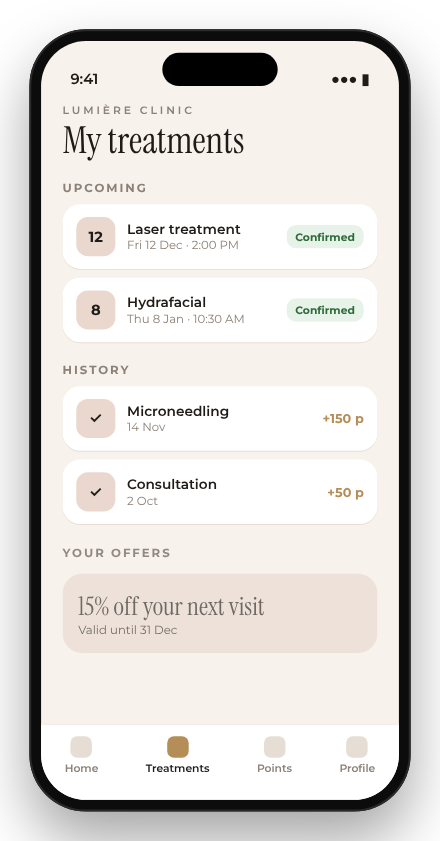 9:41
LUMIÈRE CLINIC
My treatments
UPCOMING
12
Laser treatment
Fri 12 Dec · 2:00 PM
Confirmed
8
Hydrafacial
Thu 8 Jan · 10:30 AM
Confirmed
HISTORY
Microneedling
14 Nov
+150 p
Consultation
2 Oct
+50 p
YOUR OFFERS
15% off your next visit
Valid until 31 Dec
Home
Treatments
Points
Profile